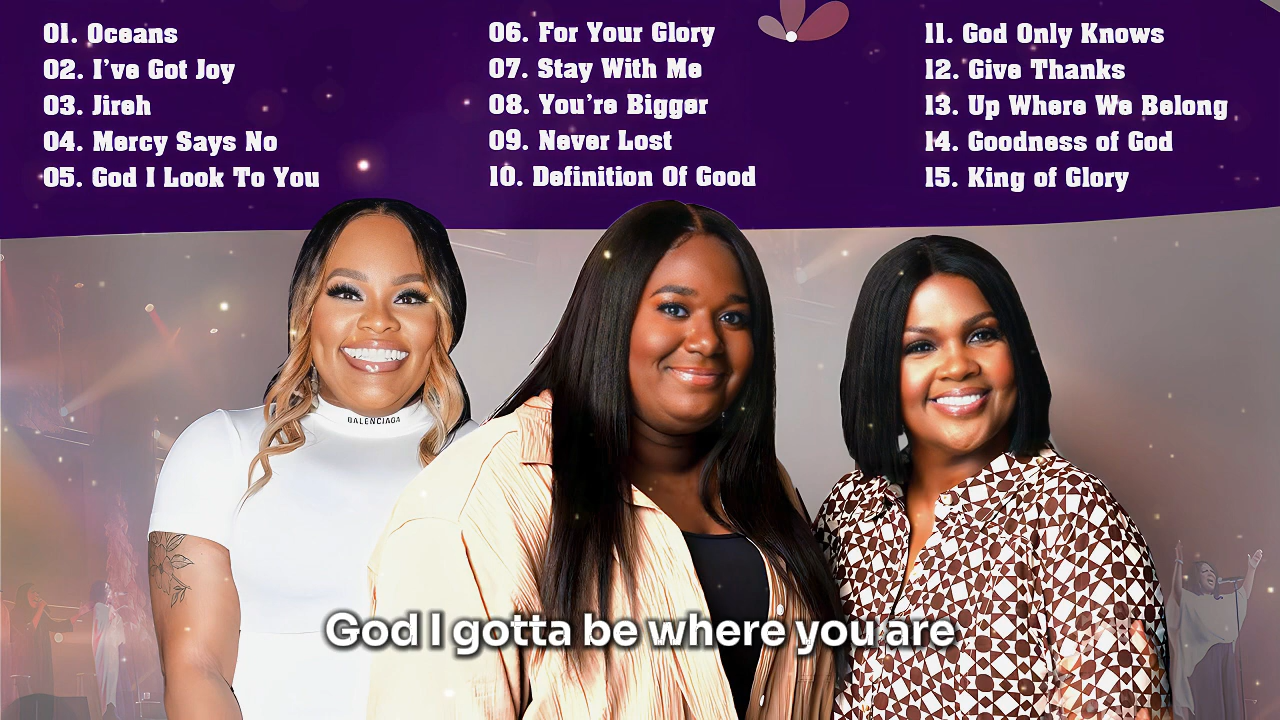 01. Oceans
02. I've Got Joy
03. Jireh
04. Mercy Says No
05. God I Look To You
06. For Your Glory
07. Stay With Me
08. You're Bigger
09. Never Lost
10. Definition Of Good
11. God Only Knows
12. Give Thanks
13. Up Where We Belong
14. Goodness of God
15. King of Glory
BALENCIAGA
God I gotta be where you are